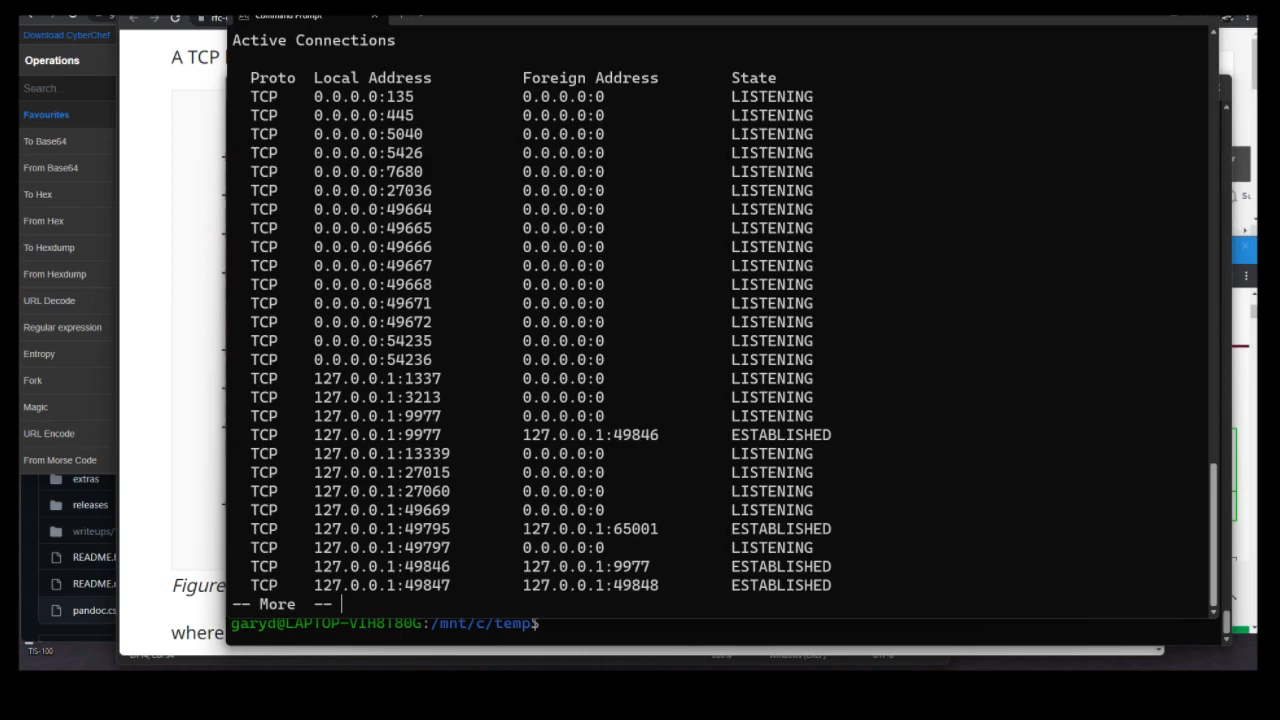 Download CyberChef
Operations
Search...
Favourites
To Base64
From Base64
To Hex
From Hex
To Hexdump
From Hexdump
URL Decode
Regular expression
Entropy
Fork
Magic
URL Encode
From Morse Code
extras
releases
writeups/
README.
README.
pandoc.cs
TIS-100
A TCP
Figure
where
Command Prompt
Active Connections
Proto Local Address Foreign Address State
TCP 0.0.0.0:135 0.0.0.0:0 LISTENING
TCP 0.0.0.0:445 0.0.0.0:0 LISTENING
TCP 0.0.0.0:5040 0.0.0.0:0 LISTENING
TCP 0.0.0.0:5426 0.0.0.0:0 LISTENING
TCP 0.0.0.0:7680 0.0.0.0:0 LISTENING
TCP 0.0.0.0:27036 0.0.0.0:0 LISTENING
TCP 0.0.0.0:49664 0.0.0.0:0 LISTENING
TCP 0.0.0.0:49665 0.0.0.0:0 LISTENING
TCP 0.0.0.0:49666 0.0.0.0:0 LISTENING
TCP 0.0.0.0:49667 0.0.0.0:0 LISTENING
TCP 0.0.0.0:49668 0.0.0.0:0 LISTENING
TCP 0.0.0.0:49671 0.0.0.0:0 LISTENING
TCP 0.0.0.0:49672 0.0.0.0:0 LISTENING
TCP 0.0.0.0:54235 0.0.0.0:0 LISTENING
TCP 0.0.0.0:54236 0.0.0.0:0 LISTENING
TCP 127.0.0.1:1337 0.0.0.0:0 LISTENING
TCP 127.0.0.1:3213 0.0.0.0:0 LISTENING
TCP 127.0.0.1:9977 0.0.0.0:0 LISTENING
TCP 127.0.0.1:9977 127.0.0.1:49846 ESTABLISHED
TCP 127.0.0.1:13339 0.0.0.0:0 LISTENING
TCP 127.0.0.1:27015 0.0.0.0:0 LISTENING
TCP 127.0.0.1:27060 0.0.0.0:0 LISTENING
TCP 127.0.0.1:49669 0.0.0.0:0 LISTENING
TCP 127.0.0.1:49795 127.0.0.1:65001 ESTABLISHED
TCP 127.0.0.1:49797 0.0.0.0:0 LISTENING
TCP 127.0.0.1:49846 127.0.0.1:9977 ESTABLISHED
TCP 127.0.0.1:49847 127.0.0.1:49848 ESTABLISHED
-- More --
garyd@LAPTOP-V1H8T80G:/mnt/c/temp$